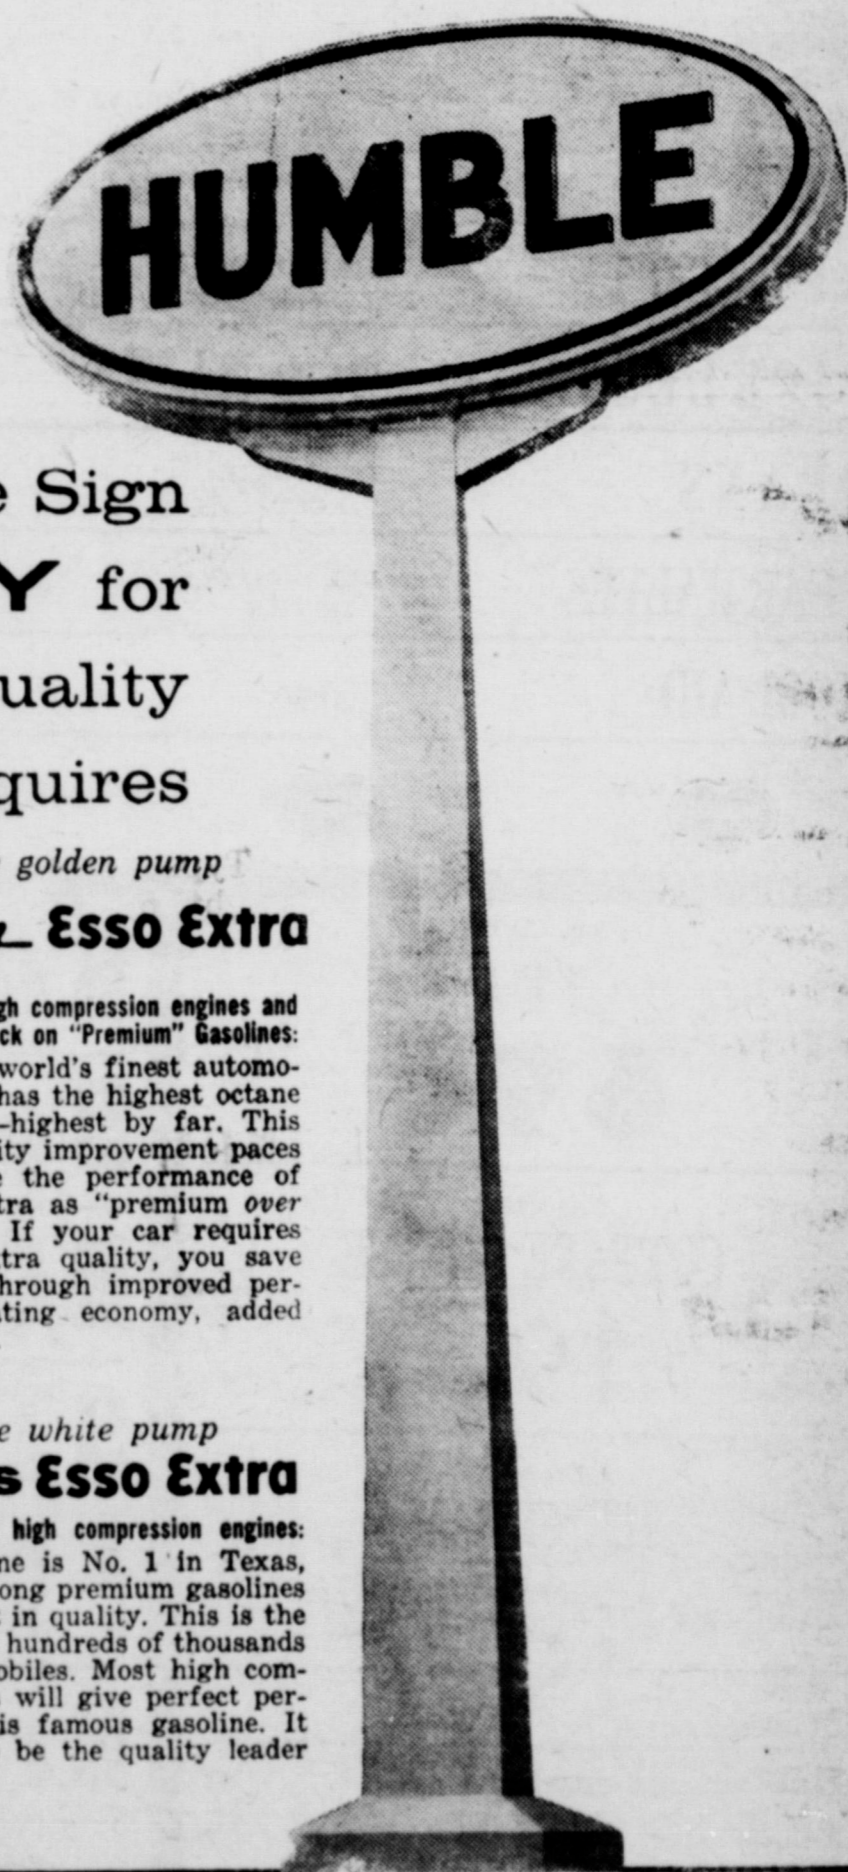 HUMBLE
Sign
Y for
uality
quires
golden pump
Esso Extra
gh compression engines and
ck on "Premium" Gasolines:
world's finest automo-
has the highest octane
—highest by far. This
ity improvement paces
the performance of
tra as "premium over
If your car requires
tra quality, you save
hrough improved per-
ting economy, added
e white pump
s Esso Extra
high compression engines:
ne is No. 1 in Texas,
ong premium gasolines
in quality. This is the
hundreds of thousands
obiles. Most high com-
will give perfect per-
is famous gasoline. It
be the quality leader